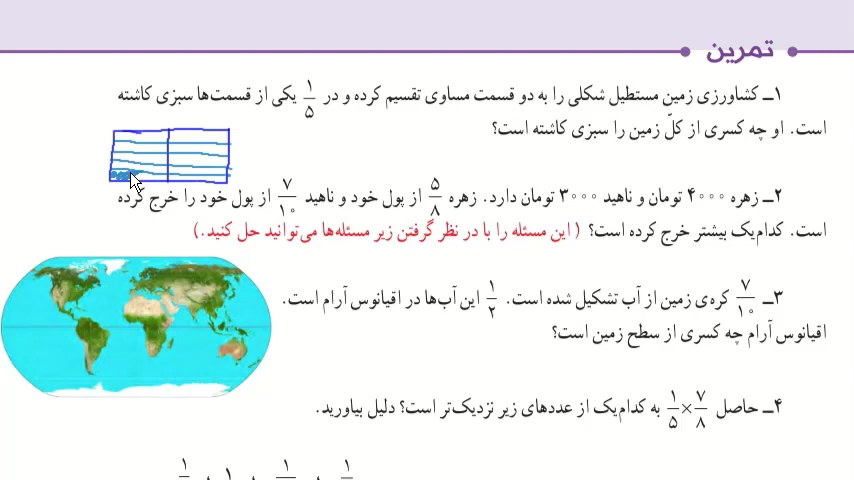 تمرین
۱ــ کشاورزی زمین مستطیل شکلی را به دو قسمت مساوی تقسیم کرده و در ۱/۵ یکی از قسمت‌ها سبزی کاشته
است. او چه کسری از کلّ زمین را سبزی کاشته است؟
۲ــ زهره ۴۰۰۰ تومان و ناهید ۳۰۰۰ تومان دارد. زهره ۵/۸ از پول خود و ناهید ۷/۱۰ از پول خود را خرج کرده
است. کدام‌یک بیشتر خرج کرده است؟ (این مسئله را با در نظر گرفتن زیر مسئله‌ها می‌توانید حل کنید.)
۳ــ ۷/۱۰ کره‌ی زمین از آب تشکیل شده است. ۱/۲ این آب‌ها در اقیانوس آرام است.
اقیانوس آرام چه کسری از سطح زمین است؟
۴ــ حاصل ۷/۸ × ۱/۵ به کدام‌یک از عددهای زیر نزدیک‌تر است؟ دلیل بیاورید.